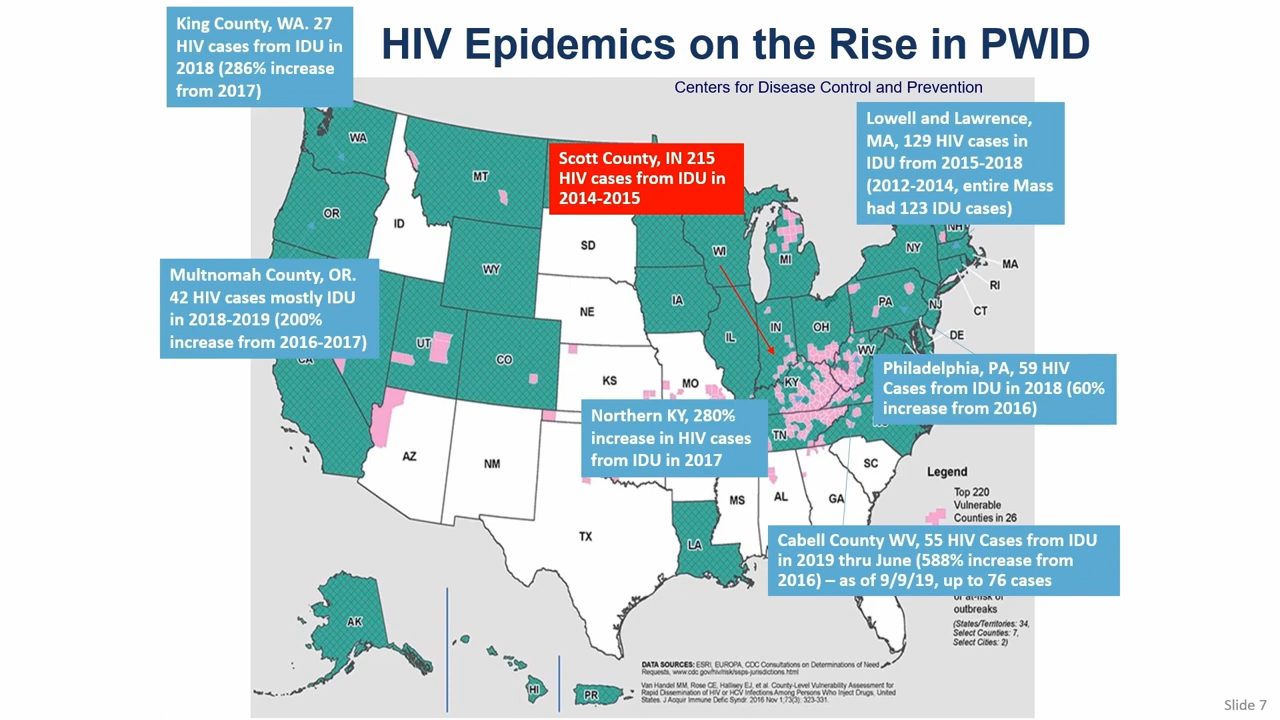 HIV Epidemics on the Rise in PWID
Centers for Disease Control and Prevention
King County, WA. 27
HIV cases from IDU in
2018 (286% increase
from 2017)
Scott County, IN 215
HIV cases from IDU in
2014-2015
Lowell and Lawrence,
MA, 129 HIV cases in
IDU from 2015-2018
(2012-2014, entire Mass
had 123 IDU cases)
Multnomah County, OR.
42 HIV cases mostly IDU
in 2018-2019 (200%
increase from 2016-2017)
Philadelphia, PA, 59 HIV
Cases from IDU in 2018 (60%
increase from 2016)
Northern KY, 280%
increase in HIV cases
from IDU in 2017
Cabell County WV, 55 HIV Cases from IDU
in 2019 thru June (588% increase from
2016) – as of 9/9/19, up to 76 cases
WA
MT
OR
ID
WY
SD
WI
MI
NY
NH
MA
RI
CT
NJ
DE
PA
IA
NE
IL
IN
OH
WV
CA
UT
CO
KS
MO
KY
TN
AZ
NM
MS
AL
GA
SC
TX
LA
AK
HI
PR
Legend
Top 220
Vulnerable
Counties in 26
or at-risk of
outbreaks
(States/Territories: 34,
Select Counties: 7,
Select Cities: 2)
DATA SOURCES: ESRI, EUROPA, CDC Consultations on Determinations of Need
Requests, www.cdc.gov/hiv/risk/ssps-jurisdictions.html
Van Handel MM, Rose CE, Hallisey EJ, et al. County-Level Vulnerability Assessment for
Rapid Dissemination of HIV or HCV Infections Among Persons Who Inject Drugs, United
States. J Acquir Immune Defic Syndr. 2016 Nov 1;73(3): 323-331.
Slide 7